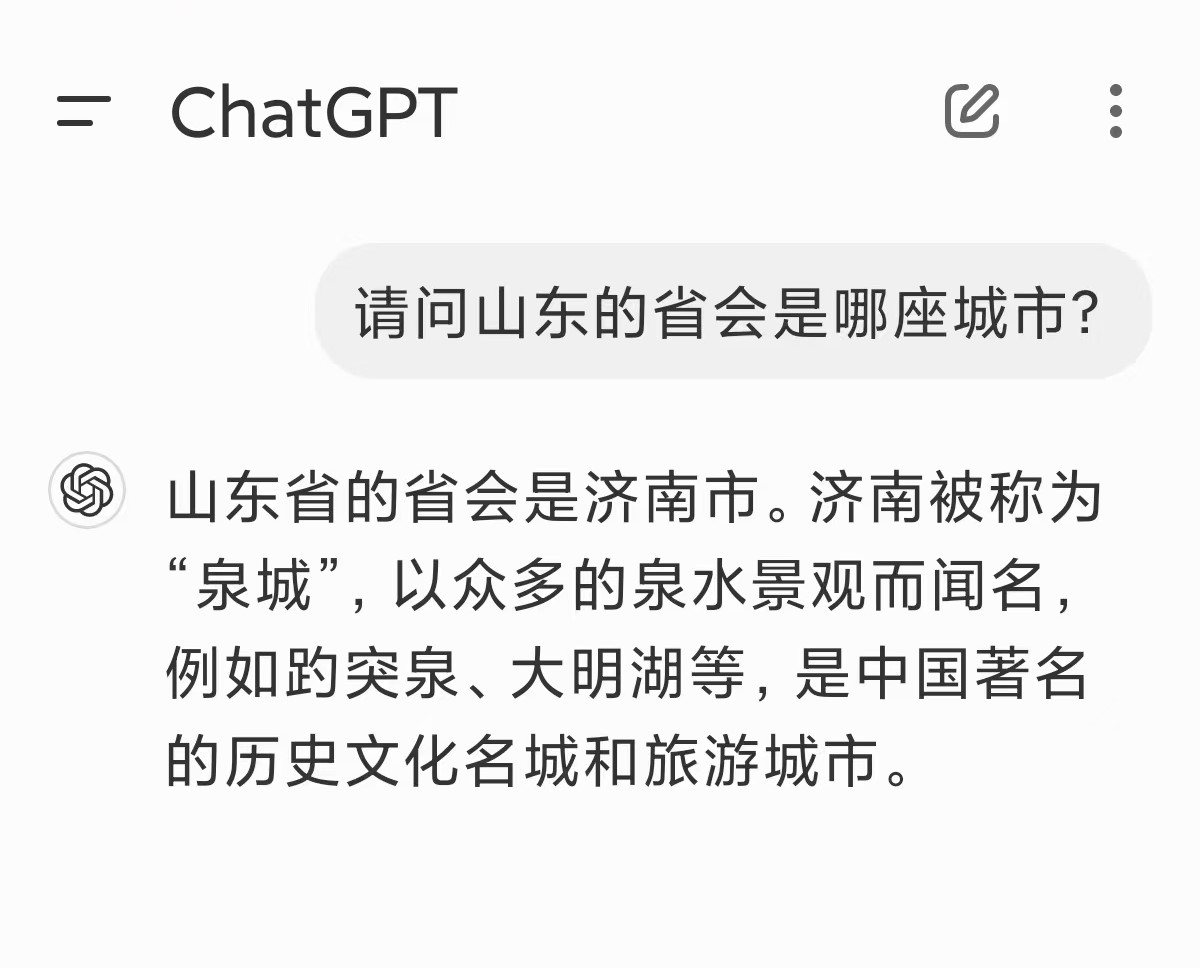 ChatGPT
请问山东的省会是哪座城市?
山东省的省会是济南市。济南被称为
“泉城”，以众多的泉水景观而闻名，
例如趵突泉、大明湖等，是中国著名
的历史文化名城和旅游城市。